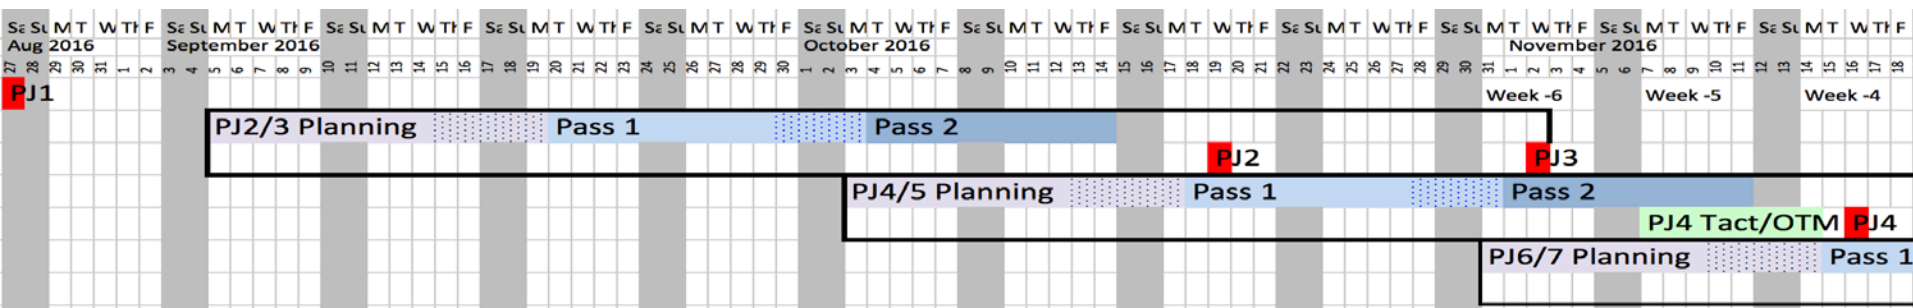 Sa Su M T W Th F Sa Su M T W Th F Sa Su M T W Th F Sa Su M T W Th F Sa Su M T W Th F Sa Su M T W Th F Sa Su M T W Th F Sa Su M T W Th F Sa Su M T W Th F Sa Su M T W Th F Sa Su M T W Th F Sa Su M T W Th F
Aug 2016 September 2016 October 2016 November 2016
27 28 29 30 31 1 2 3 4 5 6 7 8 9 10 11 12 13 14 15 16 17 18 19 20 21 22 23 24 25 26 27 28 29 30 1 2 3 4 5 6 7 8 9 10 11 12 13 14 15 16 17 18 19 20 21 22 23 24 25 26 27 28 29 30 31 1 2 3 4 5 6 7 8 9 10 11 12 13 14 15 16 17 18
PJ1 Week -6 Week -5 Week -4
PJ2/3 Planning Pass 1 Pass 2
PJ2 PJ3
PJ4/5 Planning Pass 1 Pass 2
PJ4 Tact/OTM PJ4
PJ6/7 Planning Pass 1